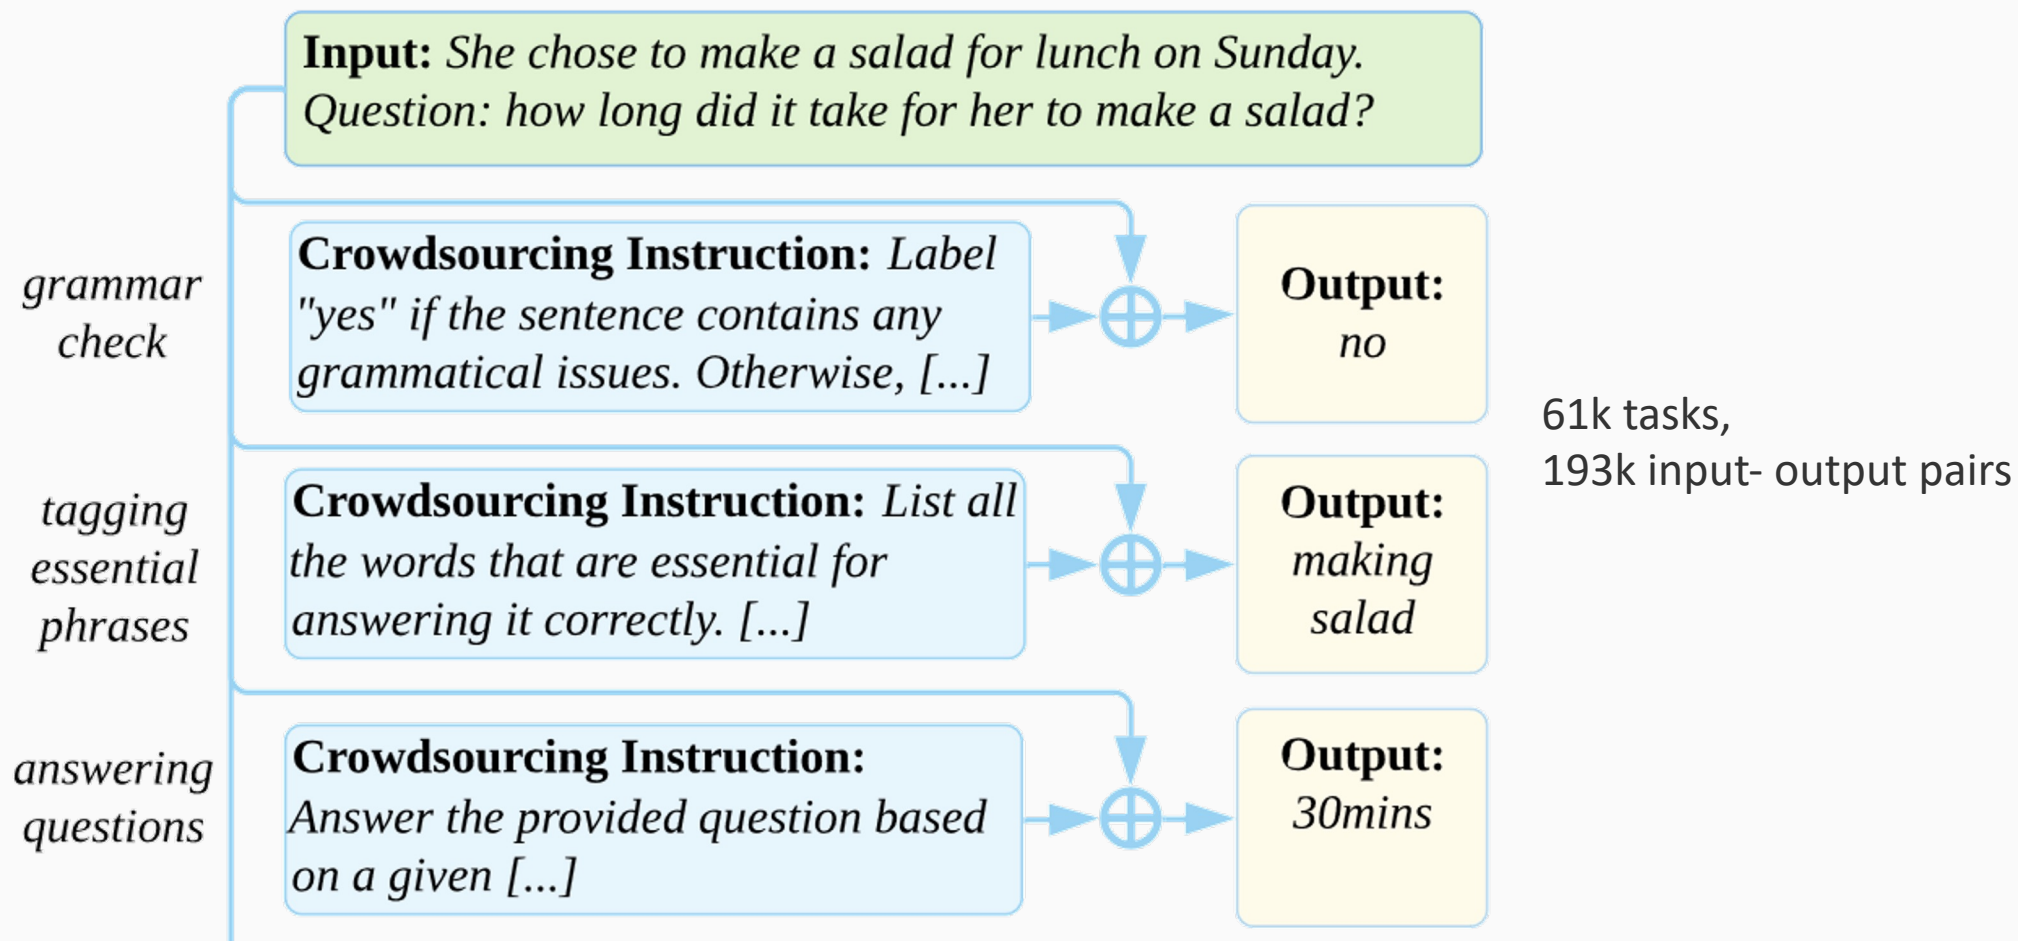 Input: She chose to make a salad for lunch on Sunday.
Question: how long did it take for her to make a salad?
grammar
check
Crowdsourcing Instruction: Label
"yes" if the sentence contains any
grammatical issues. Otherwise, [...]
Output:
no
61k tasks,
193k input- output pairs
tagging
essential
phrases
Crowdsourcing Instruction: List all
the words that are essential for
answering it correctly. [...]
Output:
making
salad
answering
questions
Crowdsourcing Instruction:
Answer the provided question based
on a given [...]
Output:
30mins